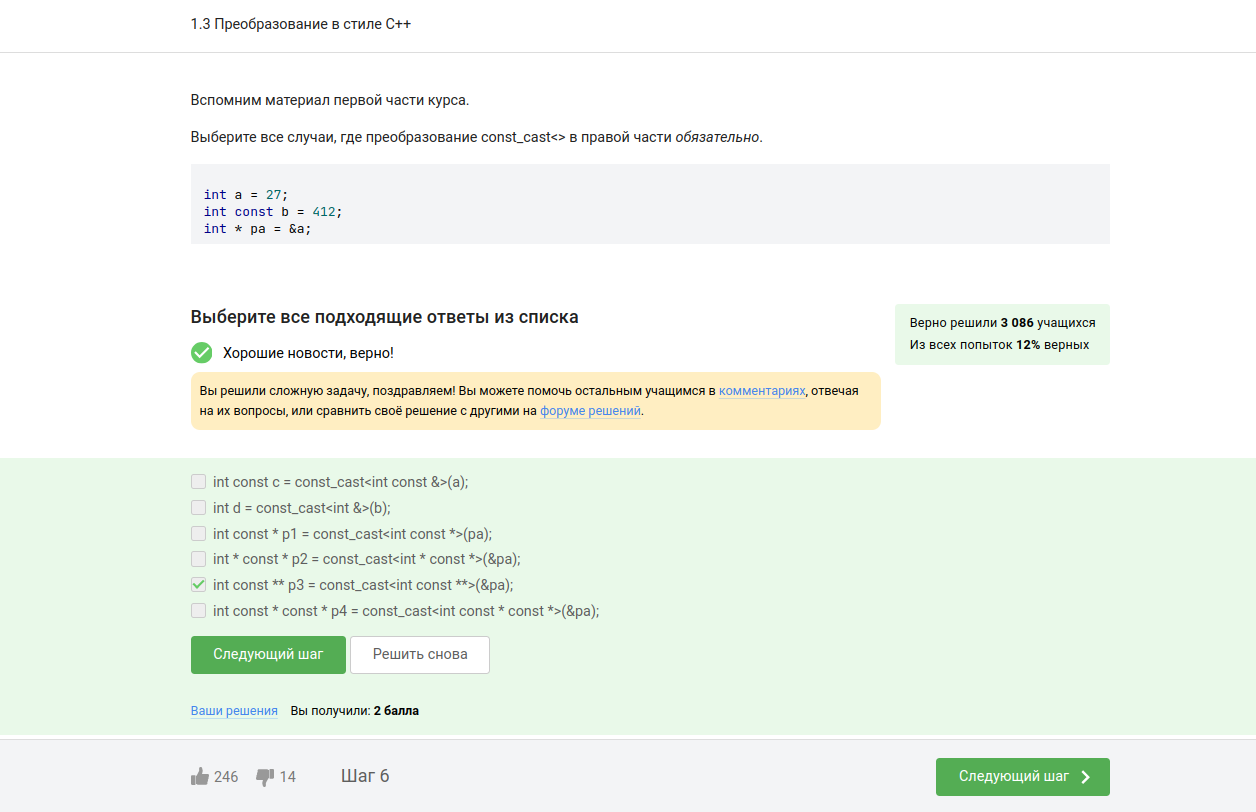 1.3 Преобразование в стиле C++
Вспомним материал первой части курса.
Выберите все случаи, где преобразование const_cast<> в правой части обязательно.
int a = 27;
int const b = 412;
int * pa = &a;
Выберите все подходящие ответы из списка
Верно решили 3 086 учащихся
Из всех попыток 12% верных
Хорошие новости, верно!
Вы решили сложную задачу, поздравляем! Вы можете помочь остальным учащимся в комментариях, отвечая
на их вопросы, или сравнить своё решение с другими на форуме решений.
int const c = const_cast<int const &>(a);
int d = const_cast<int &>(b);
int const * p1 = const_cast<int const *>(pa);
int * const * p2 = const_cast<int * const *>(&pa);
int const ** p3 = const_cast<int const **>(&pa);
int const * const * p4 = const_cast<int const * const *>(&pa);
Следующий шаг
Решить снова
Ваши решения Вы получили: 2 балла
246 14 Шаг 6
Следующий шаг